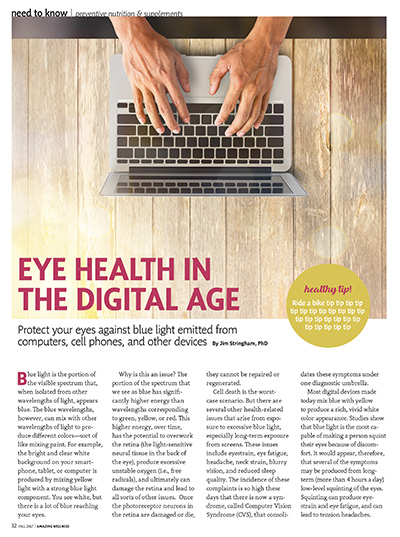 need to know | preventive nutrition & supplements
EYE HEALTH IN
THE DIGITAL AGE
Protect your eyes against blue light emitted from
computers, cell phones, and other devices By Jim Stringham, PhD
healthy tip!
Ride a bike tip tip tip tip
tip tip tip tip tip tip tip tip
tip tip tip tip tip tip tip
tip tip tip tip tip
Blue light is the portion of
the visible spectrum that,
when isolated from other
wavelengths of light, appears
blue. The blue wavelengths,
however, can mix with other
wavelengths of light to pro-
duce different colors—sort of
like mixing paint. For example,
the bright and clear white
background on your smart-
phone, tablet, or computer is
produced by mixing yellow
light with a strong blue light
component. You see white, but
there is a lot of blue reaching
your eyes.
Why is this an issue? The
portion of the spectrum that
we see as blue has signifi-
cantly higher energy than
wavelengths corresponding
to green, yellow, or red. This
higher energy, over time,
has the potential to overwork
the retina (the light-sensitive
neural tissue in the back of
the eye), produce excessive
unstable oxygen (i.e., free
radicals), and ultimately can
damage the retina and lead to
all sorts of other issues. Once
the photoreceptor neurons in
the retina are damaged or die,
they cannot be repaired or
regenerated.
Cell death is the worst-
case scenario. But there are
several other health-related
issues that arise from expo-
sure to excessive blue light,
especially long-term exposure
from screens. These issues
include eyestrain, eye fatigue,
headache, neck strain, blurry
vision, and reduced sleep
quality. The incidence of these
complaints is so high these
days that there is now a syn-
drome, called Computer Vision
Syndrome (CVS), that consoli-
dates these symptoms under
one diagnostic umbrella.
Most digital devices made
today mix blue with yellow
to produce a rich, vivid white
color appearance. Studies show
that blue light is the most ca-
pable of making a person squint
their eyes because of discom-
fort. It would appear, therefore,
that several of the symptoms
may be produced from long-
term (more than 4 hours a day)
low-level squinting of the eyes.
Squinting can produce eye-
strain and eye fatigue, and can
lead to tension headaches.
32 FALL 2017 | AMAZING WELLNESS